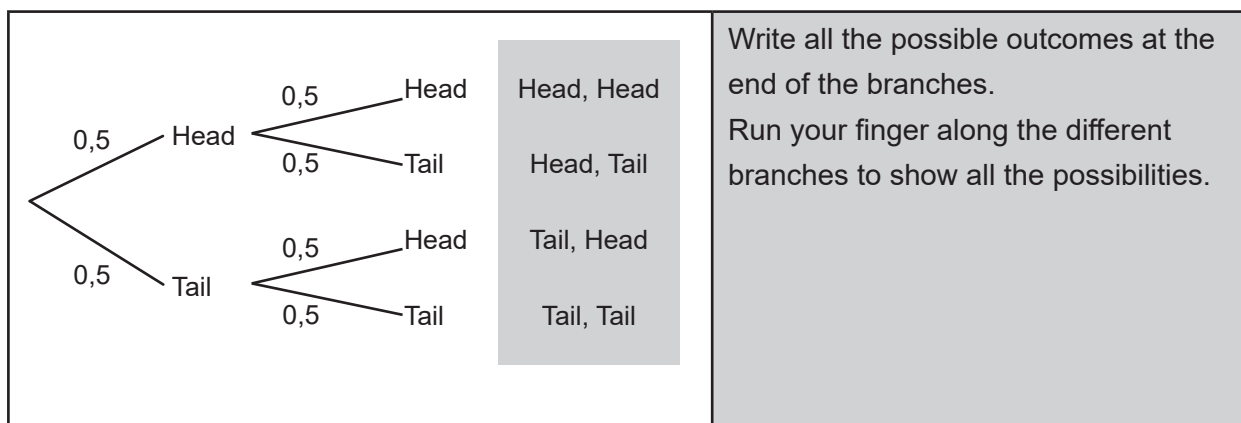 0,5
Head
0,5
Head
Head, Head
0,5
Tail
Head, Tail
0,5
Tail
0,5
Head
Tail, Head
0,5
Tail
Tail, Tail
Write all the possible outcomes at the
end of the branches.
Run your finger along the different
branches to show all the possibilities.